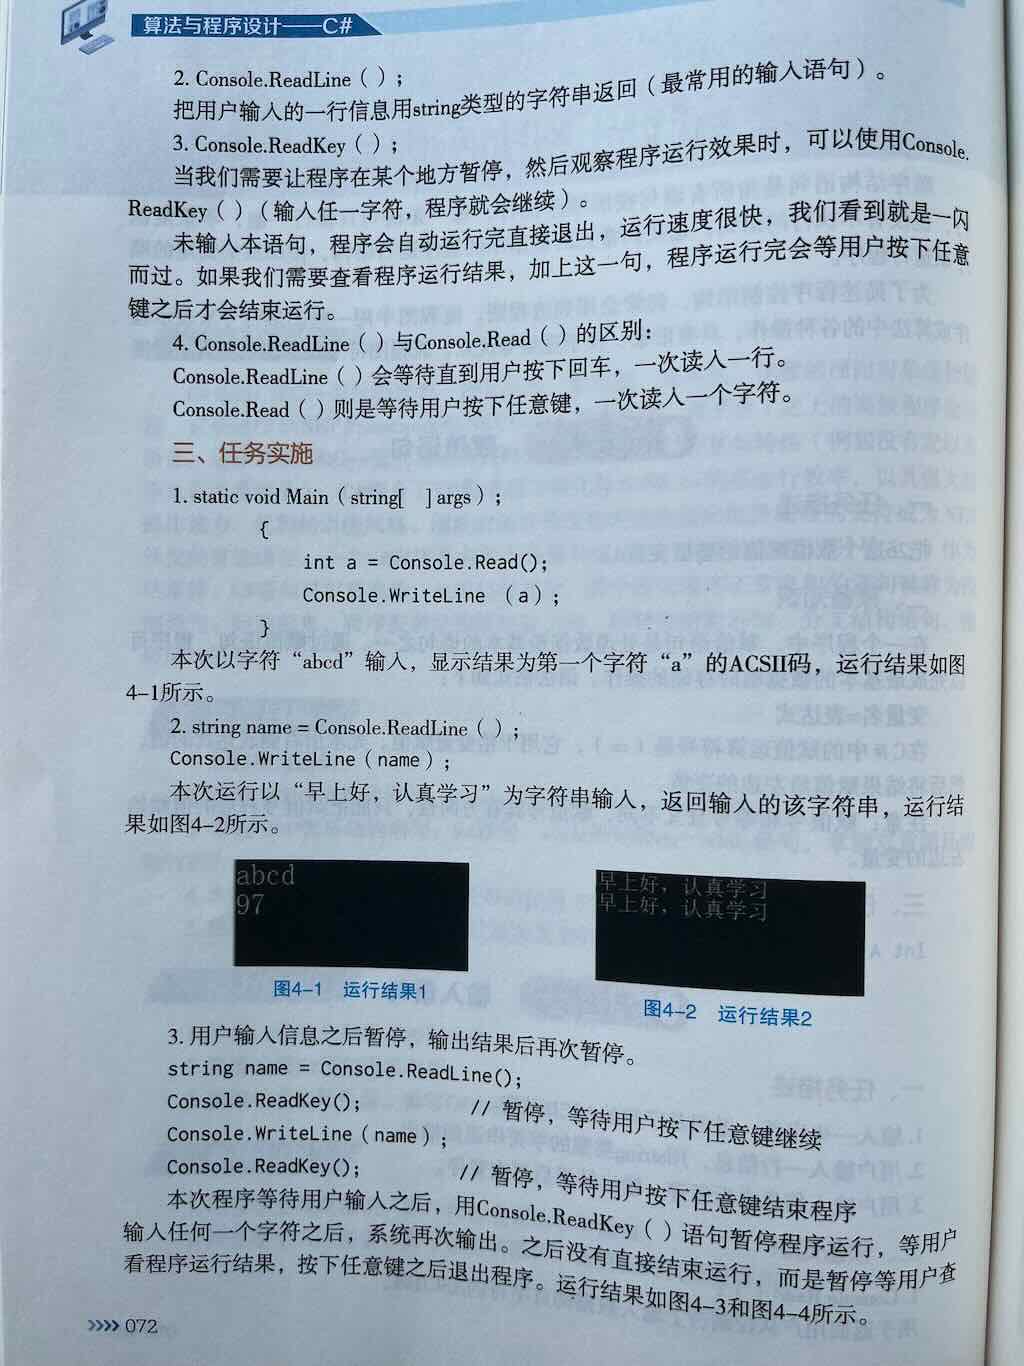 算法与程序设计——C#
2. Console.ReadLine（）；
把用户输入的一行信息用string类型的字符串返回（最常用的输入语句）。
3. Console.ReadKey（）；
当我们需要让程序在某个地方暂停，然后观察程序运行效果时，可以使用Console.
ReadKey（）（输入任一字符，程序就会继续）。
未输入本语句，程序会自动运行完直接退出，运行速度很快，我们看到就是一闪
而过。如果我们需要查看程序运行结果，加上这一句，程序运行完会等用户按下任意
键之后才会结束运行。
4. Console.ReadLine（）与Console.Read（）的区别：
Console.ReadLine（）会等待直到用户按下回车，一次读入一行。
Console.Read（）则是等待用户按下任意键，一次读入一个字符。
三、任务实施
1. static void Main（string[　]args）；
{
int a = Console.Read();
Console.WriteLine （a）;
}
本次以字符“abcd”输入，显示结果为第一个字符“a”的ACSII码，运行结果如图
4-1所示。
2. string name = Console.ReadLine（）；
Console.WriteLine（name）；
本次运行以“早上好，认真学习”为字符串输入，返回输入的该字符串，运行结
果如图4-2所示。
abcd
97
早上好，认真学习
早上好，认真学习
图4-1　运行结果1
图4-2　运行结果2
3. 用户输入信息之后暂停，输出结果后再次暂停。
string name = Console.ReadLine();
Console.ReadKey();　　　　// 暂停，等待用户按下任意键继续
Console.WriteLine（name）;
Console.ReadKey();　　　　// 暂停，等待用户按下任意键结束程序
本次程序等待用户输入之后，用Console.ReadKey（）语句暂停程序运行，等用户
输入任何一个字符之后，系统再次输出。之后没有直接结束运行，而是暂停等用户查
看程序运行结果，按下任意键之后退出程序。运行结果如图4-3和图4-4所示。
>>>> 072